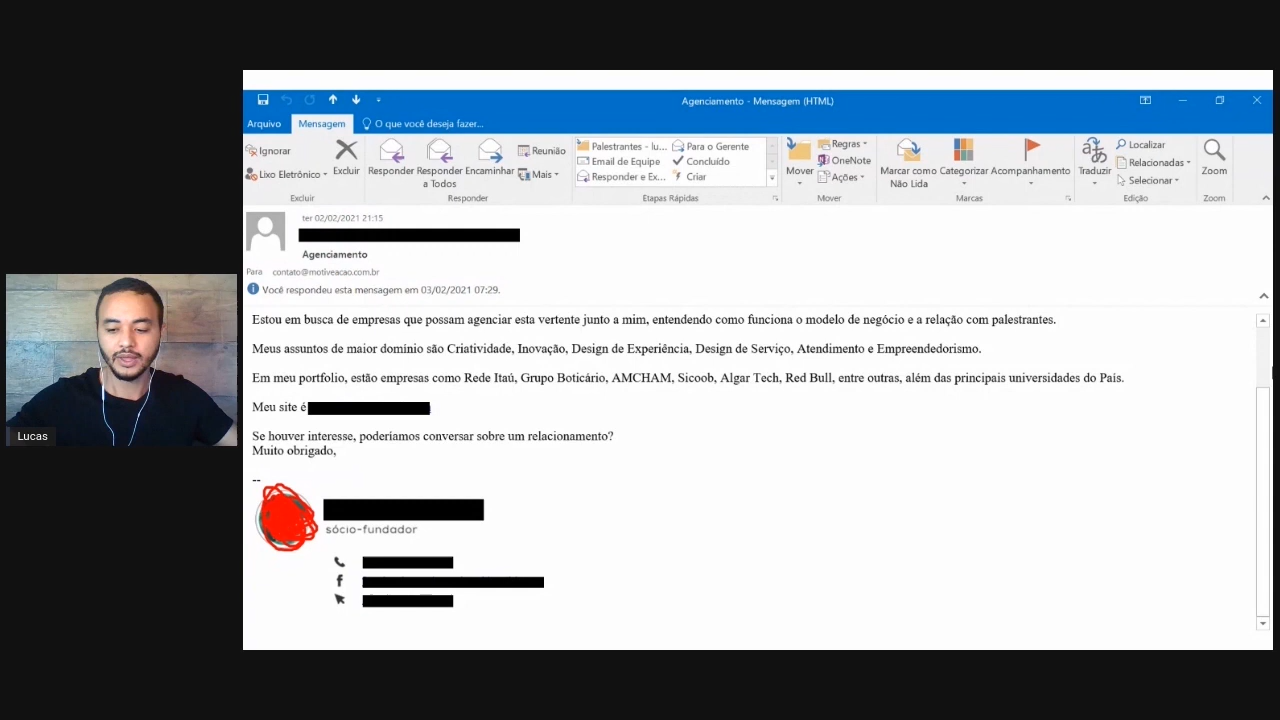 Agenciamento - Mensagem (HTML)
Arquivo
Mensagem
O que você deseja fazer...
Ignorar
Lixo Eletrônico
Excluir
Excluir
Responder
Responder a Todos
Encaminhar
Reunião
Mais
Responder
Palestrantes - lu...
Para o Gerente
Email de Equipe
Concluído
Responder e Ex...
Criar
Etapas Rápidas
Mover
Regras
OneNote
Ações
Mover
Marcar como Não Lida
Categorizar
Acompanhamento
Marcas
Traduzir
Localizar
Relacionadas
Selecionar
Edição
Zoom
Zoom
ter 02/02/2021 21:15
Agenciamento
Para contato@motiveacao.com.br
Você respondeu esta mensagem em 03/02/2021 07:29.
Estou em busca de empresas que possam agenciar esta vertente junto a mim, entendendo como funciona o modelo de negócio e a relação com palestrantes.
Meus assuntos de maior domínio são Criatividade, Inovação, Design de Experiência, Design de Serviço, Atendimento e Empreendedorismo.
Em meu portfolio, estão empresas como Rede Itaú, Grupo Boticário, AMCHAM, Sicoob, Algar Tech, Red Bull, entre outras, além das principais universidades do País.
Meu site é
Se houver interesse, poderíamos conversar sobre um relacionamento?
Muito obrigado,
--
sócio-fundador
Lucas